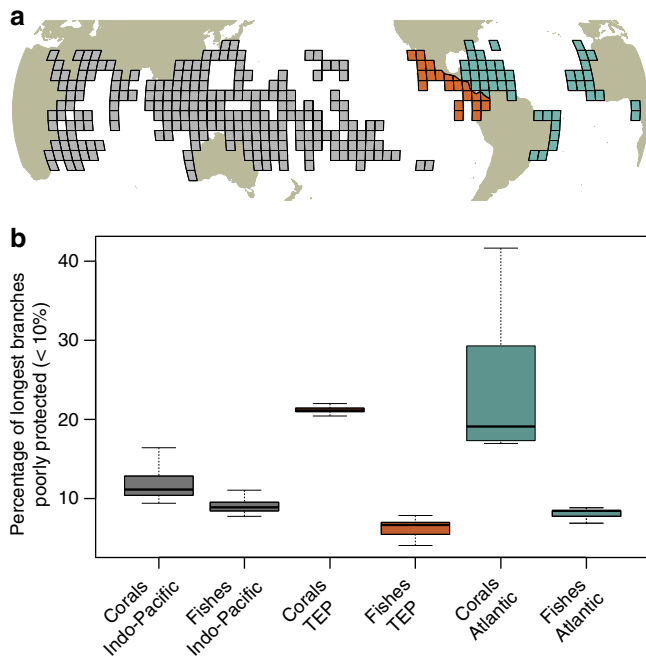 a
b
Percentage of longest branches
poorly protected (< 10%)
40
30
20
10
Corals
Indo-Pacific
Fishes
Indo-Pacific
Corals
TEP
Fishes
TEP
Corals
Atlantic
Fishes
Atlantic